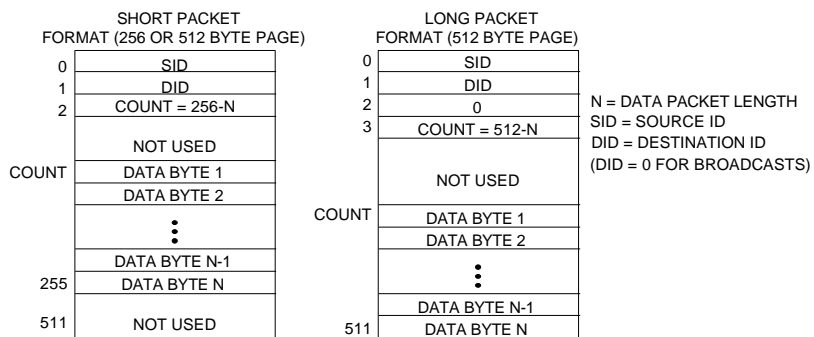 SHORT PACKET
FORMAT (256 OR 512 BYTE PAGE)
0 SID
1 DID
2 COUNT = 256-N
NOT USED
COUNT DATA BYTE 1
DATA BYTE 2
DATA BYTE N-1
255 DATA BYTE N
511 NOT USED
LONG PACKET
FORMAT (512 BYTE PAGE)
0 SID
1 DID
2 0
3 COUNT = 512-N
NOT USED
COUNT DATA BYTE 1
DATA BYTE 2
DATA BYTE N-1
511 DATA BYTE N
N = DATA PACKET LENGTH
SID = SOURCE ID
DID = DESTINATION ID
(DID = 0 FOR BROADCASTS)